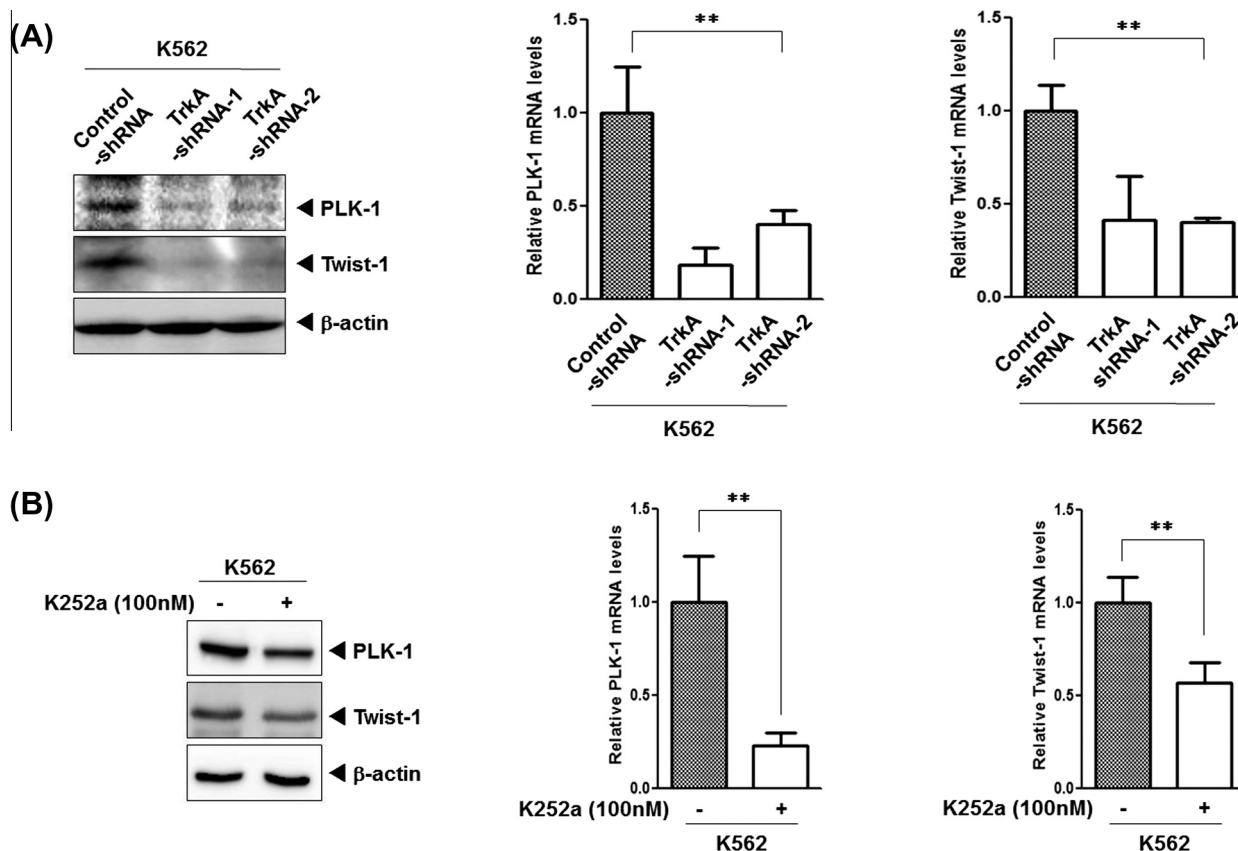 (A)
K562
Control
-shRNA
TrkA
-shRNA-1
TrkA
-shRNA-2
PLK-1
Twist-1
β-actin
Relative PLK-1 mRNA levels
1.5
1.0
0.5
0.0
**
Control
-shRNA
TrkA
-shRNA-1
TrkA
-shRNA-2
K562
Relative Twist-1 mRNA levels
1.5
1.0
0.5
0.0
**
Control
-shRNA
TrkA
shRNA-1
TrkA
-shRNA-2
K562
(B)
K562
K252a (100nM) - +
PLK-1
Twist-1
β-actin
Relative PLK-1 mRNA levels
1.5
1.0
0.5
0.0
**
K252a (100nM) - +
K562
Relative Twist-1 mRNA levels
1.5
1.0
0.5
0.0
**
K252a (100nM) - +
K562